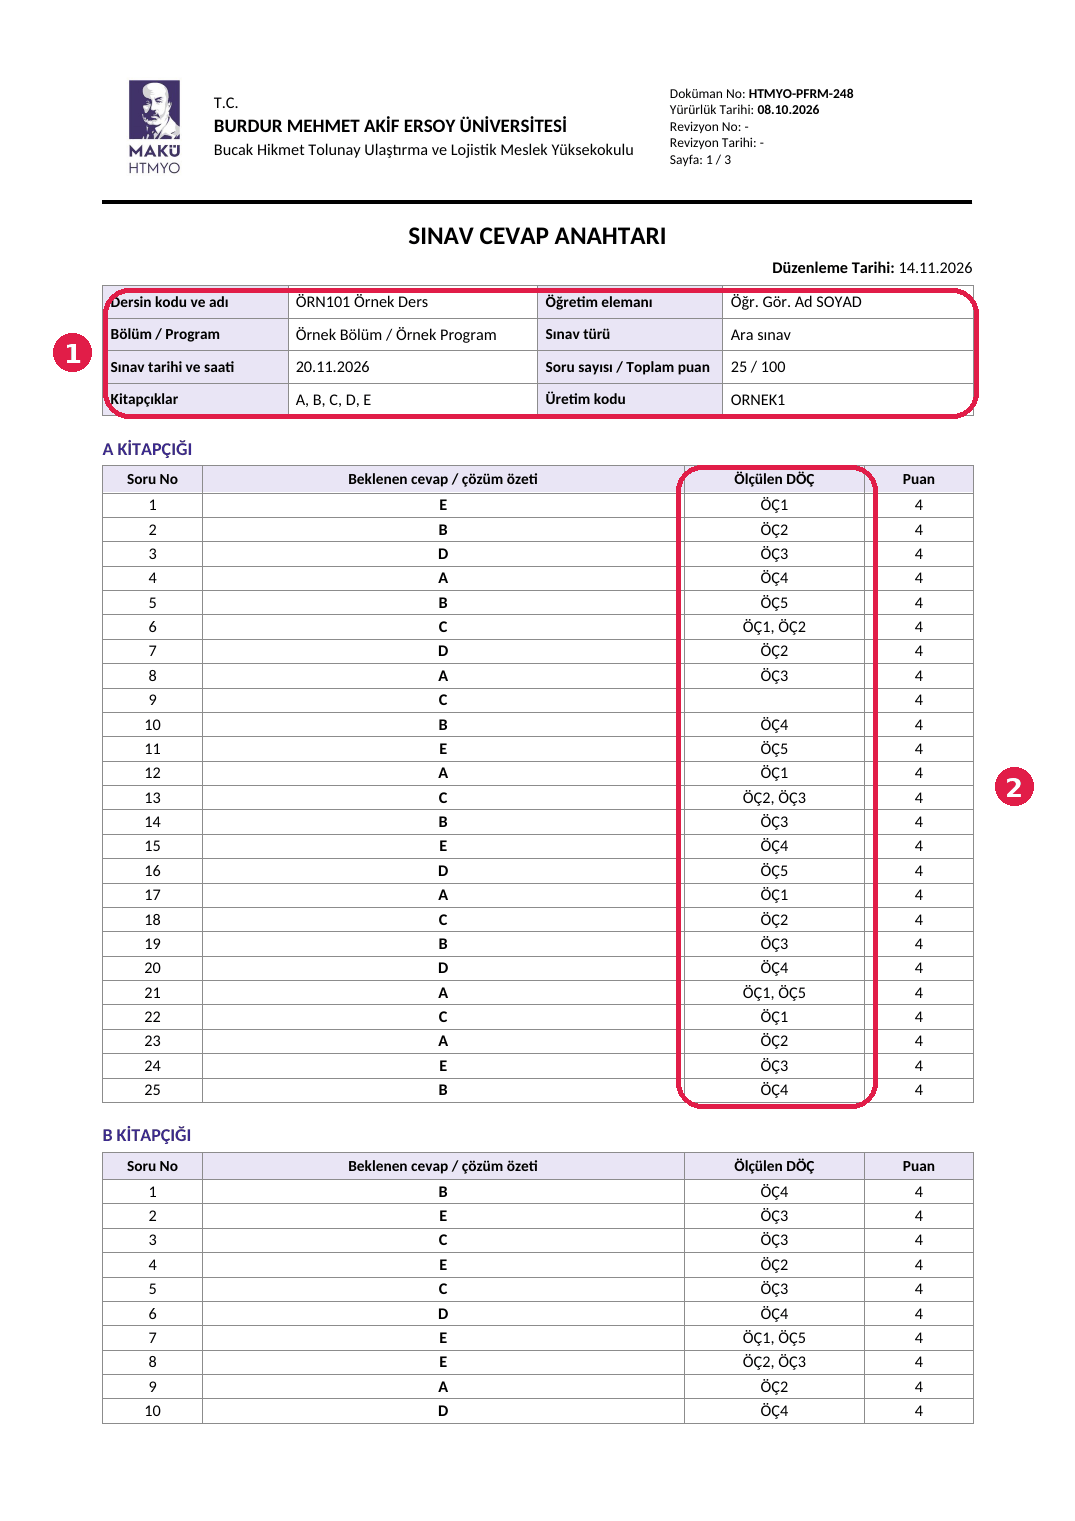 MAKÜ
HTMYO
T.C.
BURDUR MEHMET AKİF ERSOY ÜNİVERSİTESİ
Bucak Hikmet Tolunay Ulaştırma ve Lojistik Meslek Yüksekokulu
Doküman No: HTMYO-PFRM-248
Yürürlük Tarihi: 08.10.2026
Revizyon No: -
Revizyon Tarihi: -
Sayfa: 1 / 3
SINAV CEVAP ANAHTARI
Düzenleme Tarihi: 14.11.2026
1
Dersin kodu ve adı ÖRN101 Örnek Ders Öğretim elemanı Öğr. Gör. Ad SOYAD
Bölüm / Program Örnek Bölüm / Örnek Program Sınav türü Ara sınav
Sınav tarihi ve saati 20.11.2026 Soru sayısı / Toplam puan 25 / 100
Kitapçıklar A, B, C, D, E Üretim kodu ORNEK1
A KİTAPÇIĞI
Soru No Beklenen cevap / çözüm özeti Ölçülen DÖÇ Puan
1 E ÖÇ1 4
2 B ÖÇ2 4
3 D ÖÇ3 4
4 A ÖÇ4 4
5 B ÖÇ5 4
6 C ÖÇ1, ÖÇ2 4
7 D ÖÇ2 4
8 A ÖÇ3 4
9 C 4
10 B ÖÇ4 4
11 E ÖÇ5 4
12 A ÖÇ1 4
2
13 C ÖÇ2, ÖÇ3 4
14 B ÖÇ3 4
15 E ÖÇ4 4
16 D ÖÇ5 4
17 A ÖÇ1 4
18 C ÖÇ2 4
19 B ÖÇ3 4
20 D ÖÇ4 4
21 A ÖÇ1, ÖÇ5 4
22 C ÖÇ1 4
23 A ÖÇ2 4
24 E ÖÇ3 4
25 B ÖÇ4 4
B KİTAPÇIĞI
Soru No Beklenen cevap / çözüm özeti Ölçülen DÖÇ Puan
1 B ÖÇ4 4
2 E ÖÇ3 4
3 C ÖÇ3 4
4 E ÖÇ2 4
5 C ÖÇ3 4
6 D ÖÇ4 4
7 E ÖÇ1, ÖÇ5 4
8 E ÖÇ2, ÖÇ3 4
9 A ÖÇ2 4
10 D ÖÇ4 4